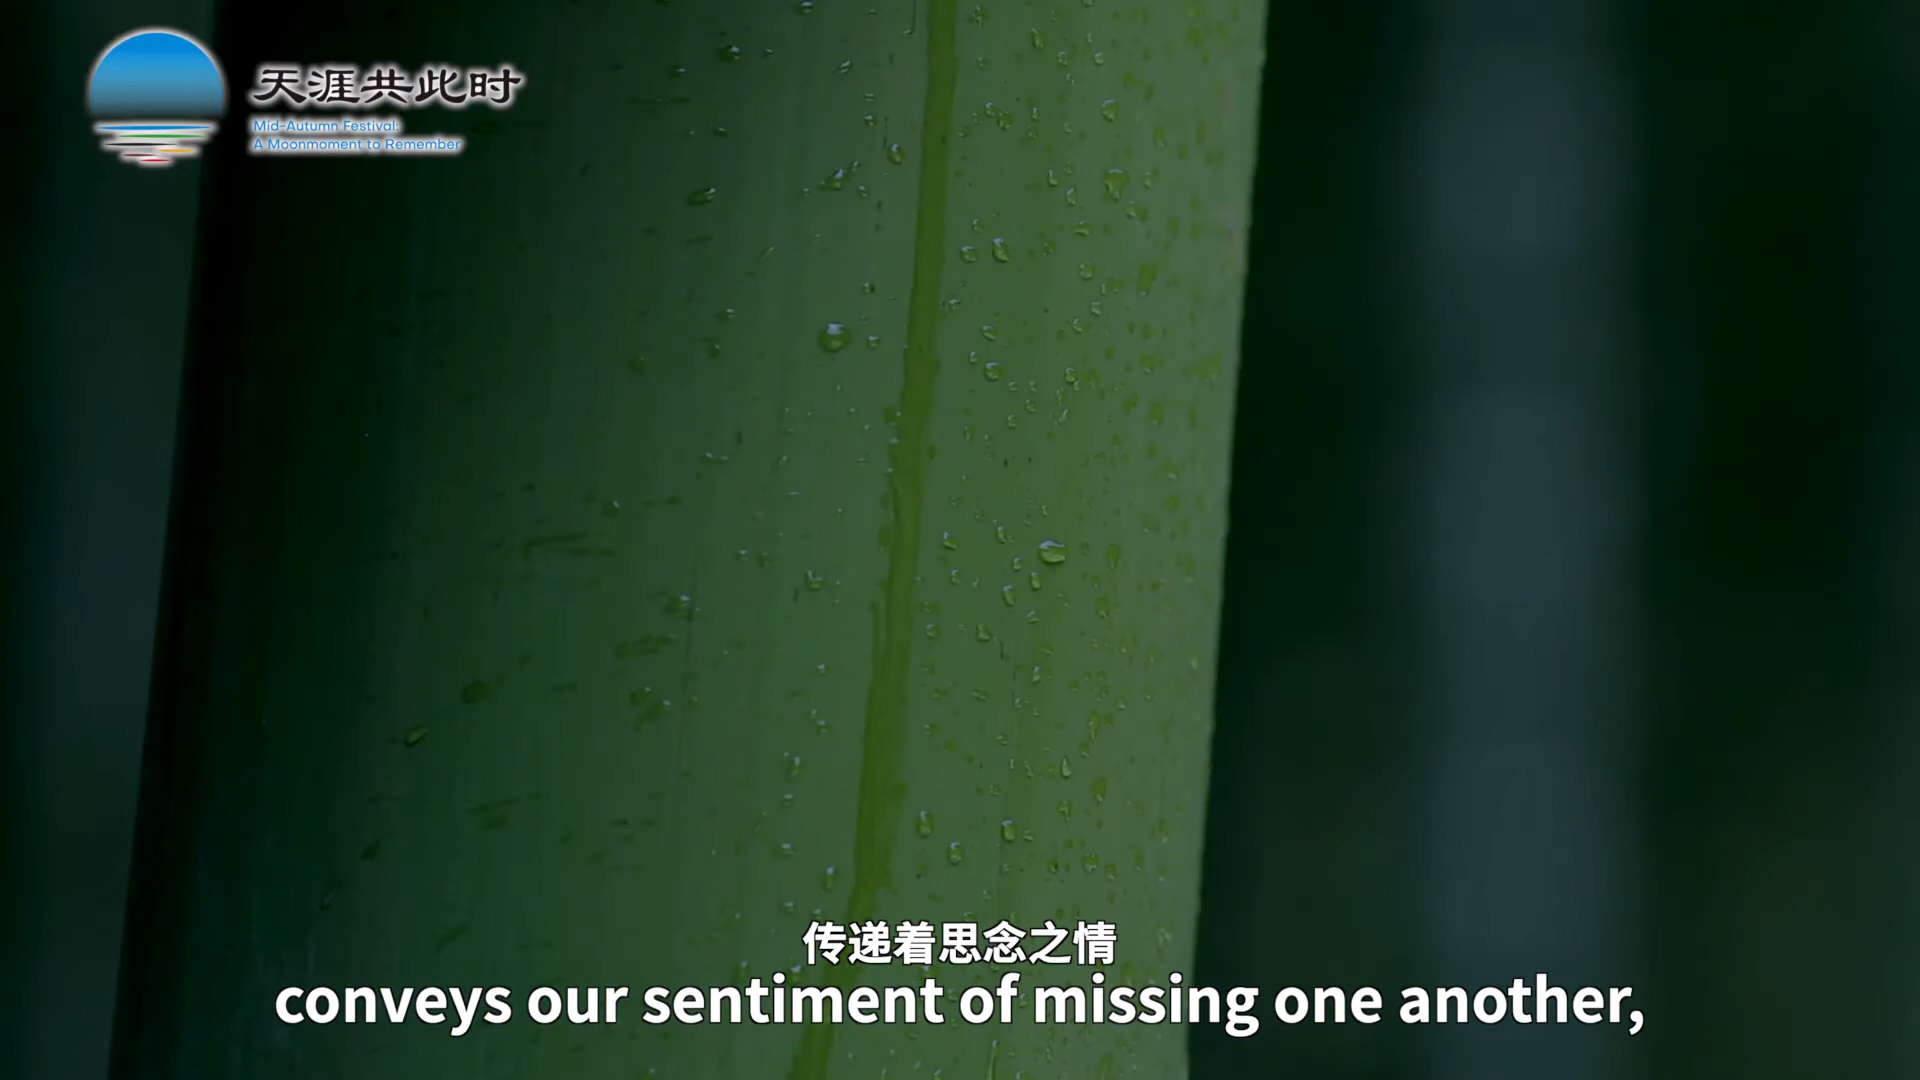 天涯共此时
Mid-Autumn Festival:
A Moonmoment to Remember
传递着思念之情
conveys our sentiment of missing one another,